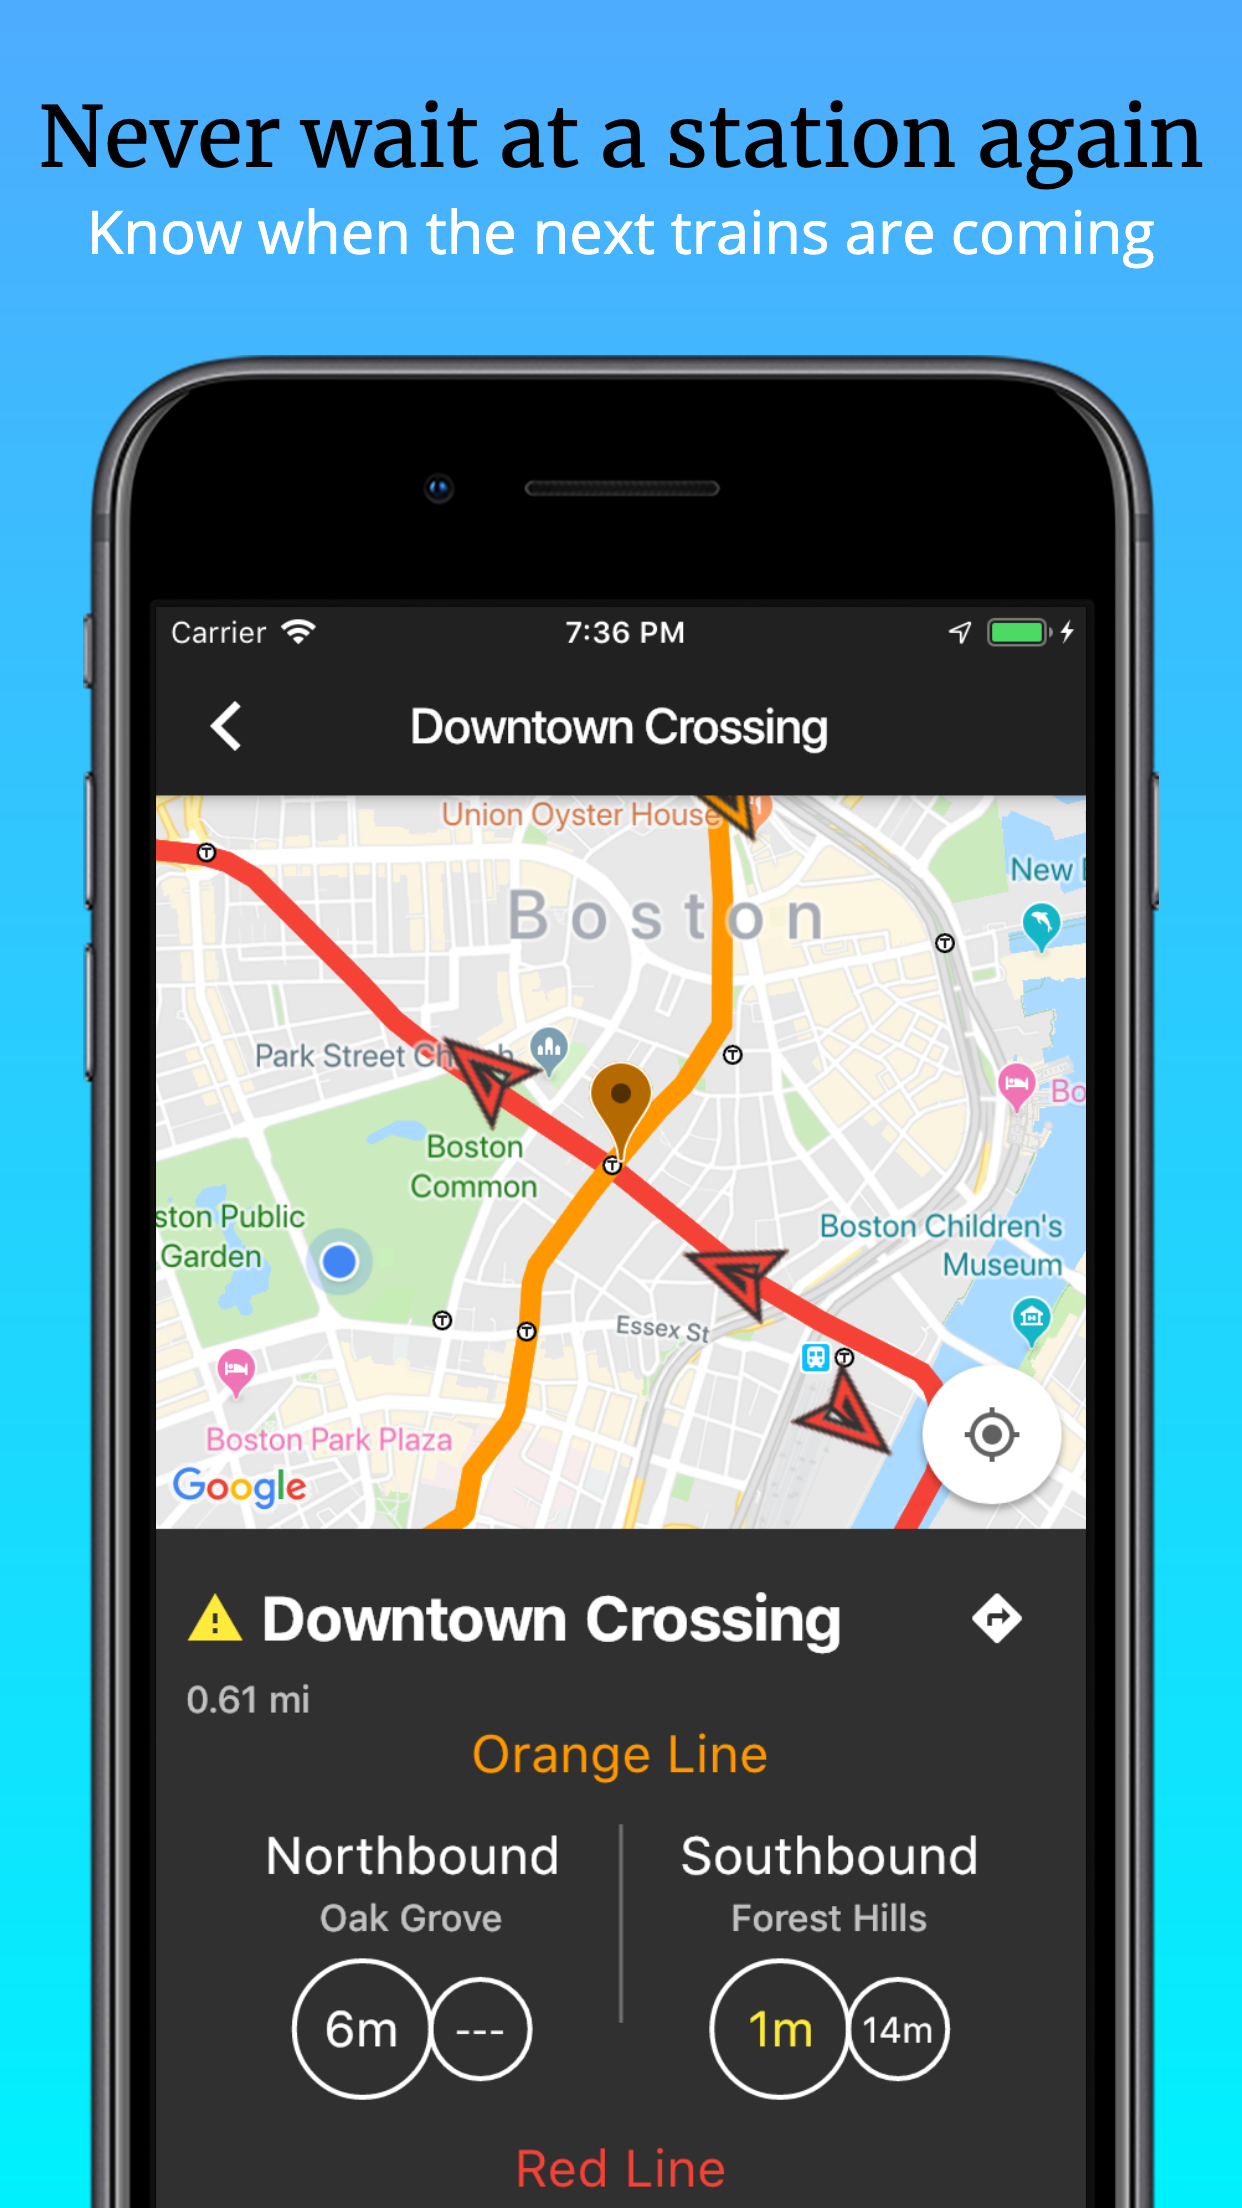 Never wait at a station again
Know when the next trains are coming
Carrier
7:36 PM
Downtown Crossing
Union Oyster House
New
Boston
Park Street Ch h
Bo
Boston
Common
ston Public
Garden
Boston Children's
Museum
Essex St
Boston Park Plaza
Google
Downtown Crossing
0.61 mi
Orange Line
Northbound
Southbound
Oak Grove
Forest Hills
6m
---
1m
14m
Red Line